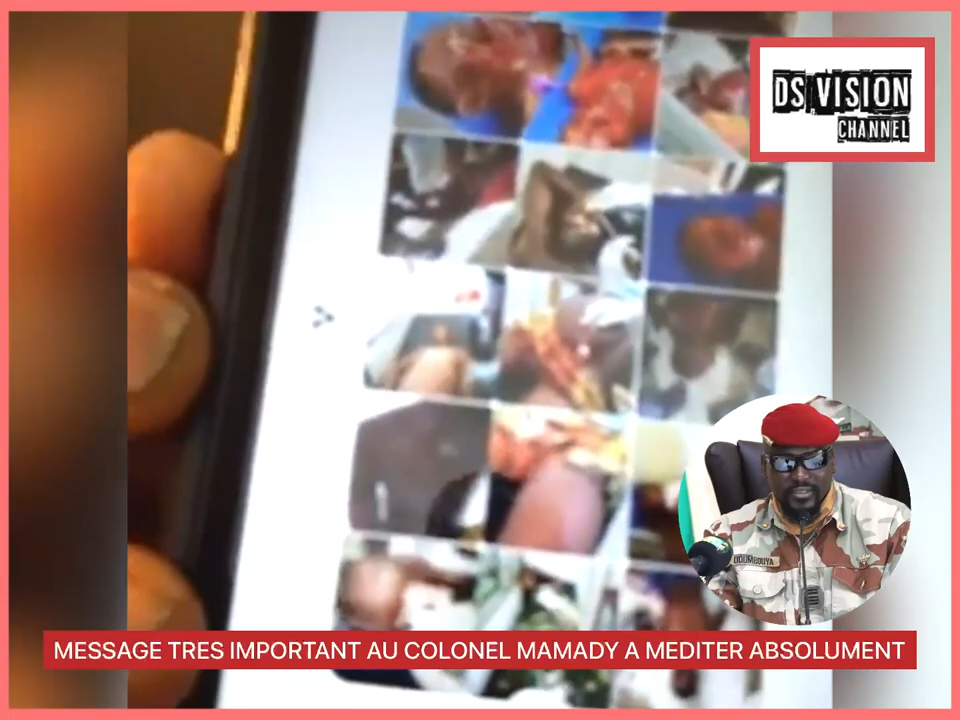 DS VISION
CHANNEL
DOUMBOUYA
MESSAGE TRES IMPORTANT AU COLONEL MAMADY A MEDITER ABSOLUMENT